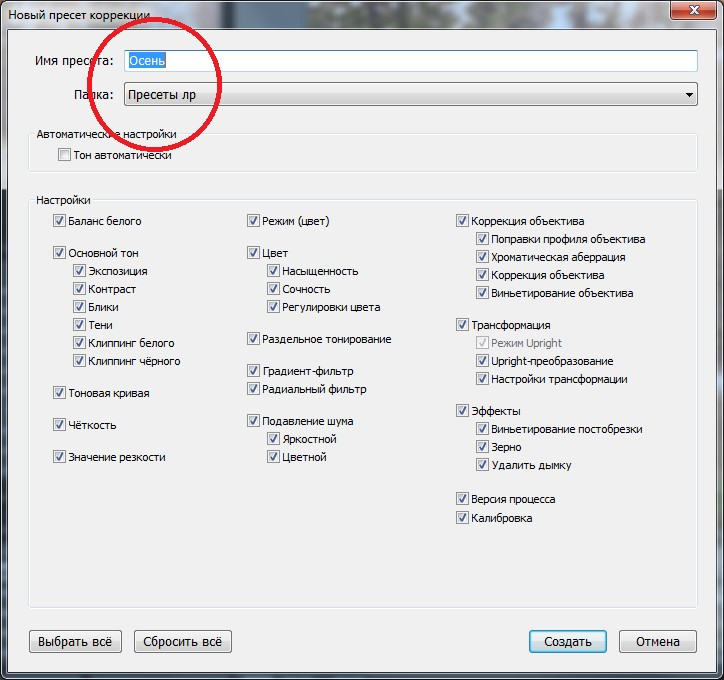 Новый пресет коррекции
Имя пресета: Осень
Папка: Пресеты лр
Автоматические настройки
Тон автоматически
Настройки
Баланс белого
Основной тон
Экспозиция
Контраст
Блики
Тени
Клиппинг белого
Клиппинг чёрного
Тоновая кривая
Чёткость
Значение резкости
Режим (цвет)
Цвет
Насыщенность
Сочность
Регулировки цвета
Раздельное тонирование
Градиент-фильтр
Радиальный фильтр
Подавление шума
Яркостной
Цветной
Коррекция объектива
Поправки профиля объектива
Хроматическая аберрация
Коррекция объектива
Виньетирование объектива
Трансформация
Режим Upright
Upright-преобразование
Настройки трансформации
Эффекты
Виньетирование постобрезки
Зерно
Удалить дымку
Версия процесса
Калибровка
Выбрать всё Сбросить всё Создать Отмена